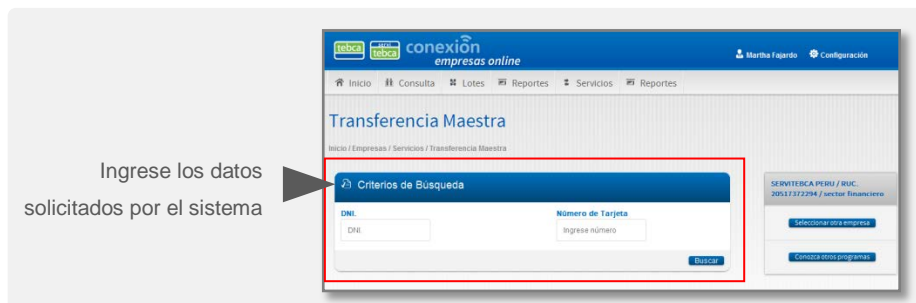 tebca
servi
tebca
conexión
empresas online
Martha Fajardo
Configuración
Inicio
Consulta
Lotes
Reportes
Servicios
Reportes
Transferencia Maestra
Inicio / Empresas / Servicios / Transferencia Maestra
Ingrese los datos
solicitados por el sistema
Criterios de Búsqueda
DNI.
Número de Tarjeta
DNI.
Ingrese número
Buscar
SERVITEBCA PERU / RUC.
20517372294 / sector financiero
Seleccionar otra empresa
Conozca otros programas